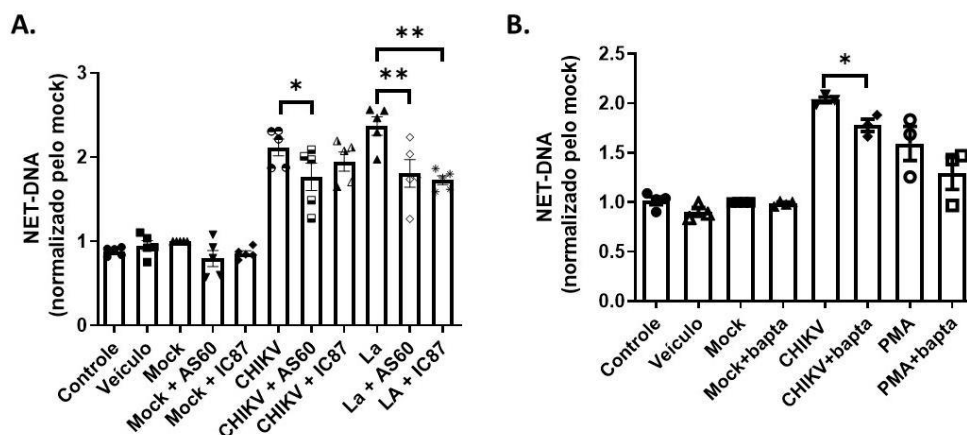 A.
NET-DNA
(normalizado pelo mock)
3
2
1
0
*
**
**
Controle
Veículo
Mock
Mock + AS60
Mock + IC87
CHIKV
CHIKV + AS60
CHIKV + IC87
La
La + AS60
LA + IC87
B.
NET-DNA
(normalizado pelo mock)
2.5
2.0
1.5
1.0
0.5
0.0
*
Controle
Veículo
Mock
Mock+bapta
CHIKV
CHIKV+bapta
PMA
PMA+bapta